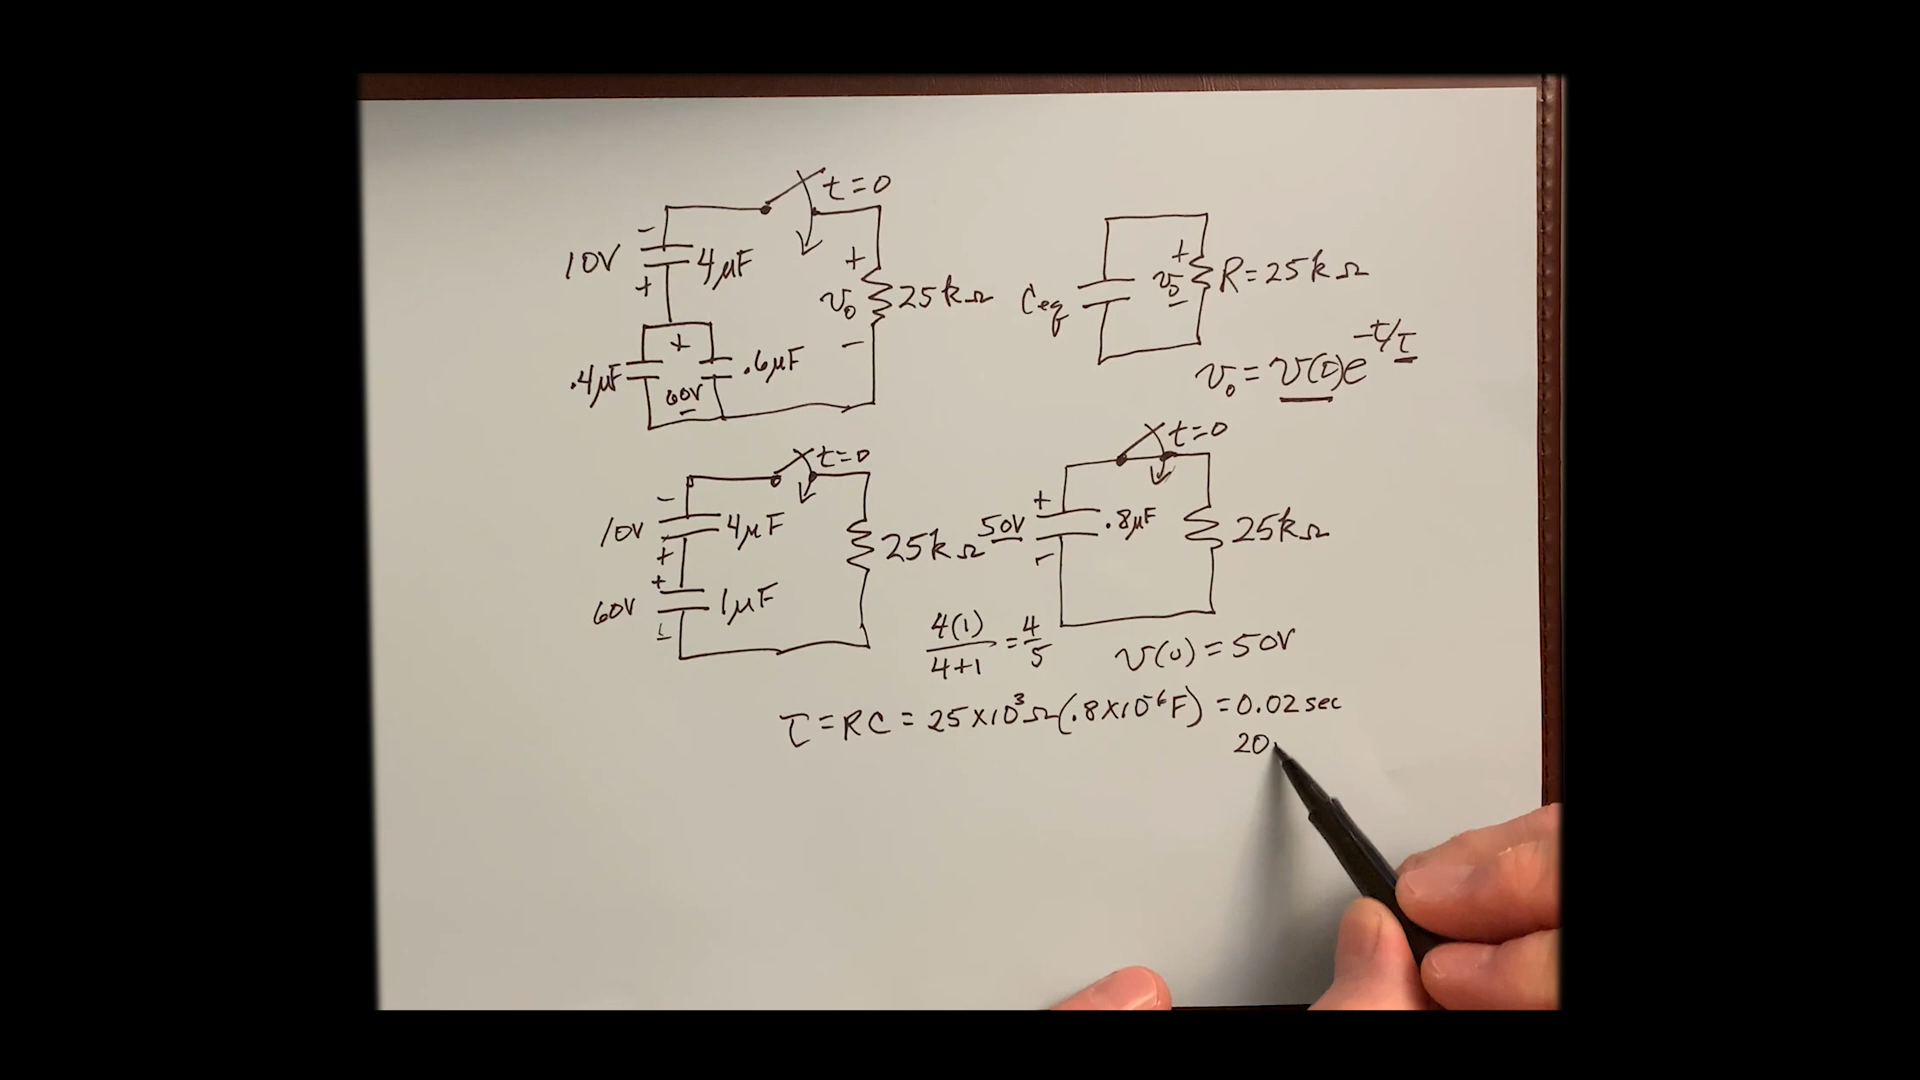 t=0
10V
-
+
4μF
+
v₀
-
25kΩ
.4μF
+
60V
.6μF
Ceq
+
v₀
-
R=25kΩ
v₀=v(0)e^-t/τ
t=0
10V
-
+
4μF
60V
+
-
1μF
25kΩ
t=0
50V
+
-
.8μF
25kΩ
4(1)/4+1 = 4/5
v(0)=50V
τ=RC=25×10³Ω(.8×10⁻⁶F)=0.02sec
20